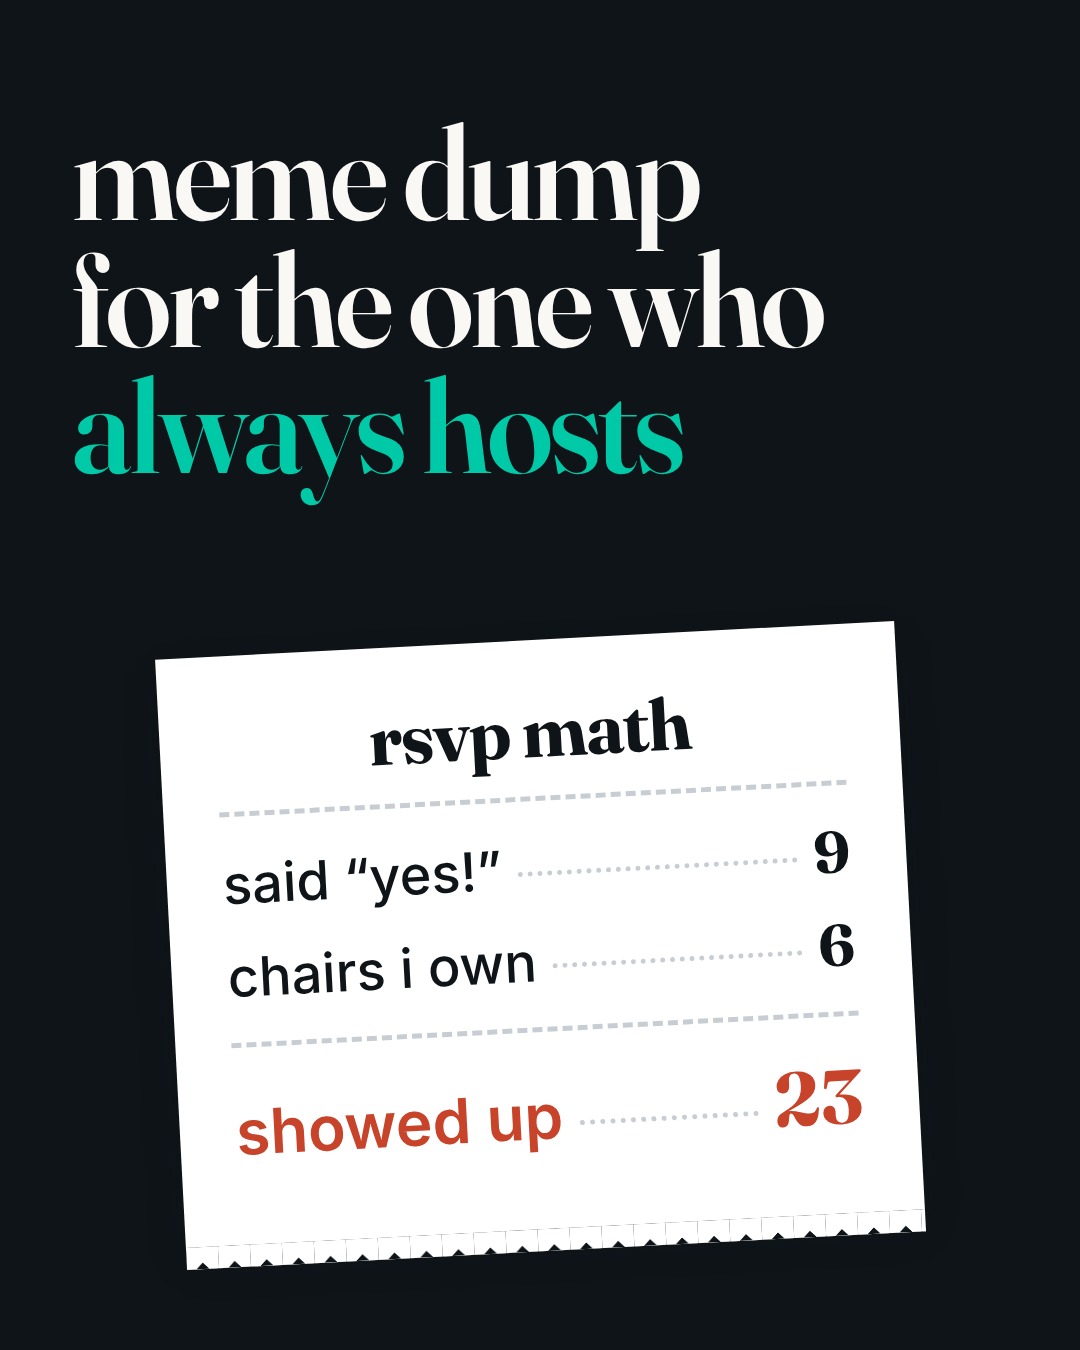 meme dump
for the one who
always hosts
rsvp math
said “yes!” 9
chairs i own 6
showed up 23